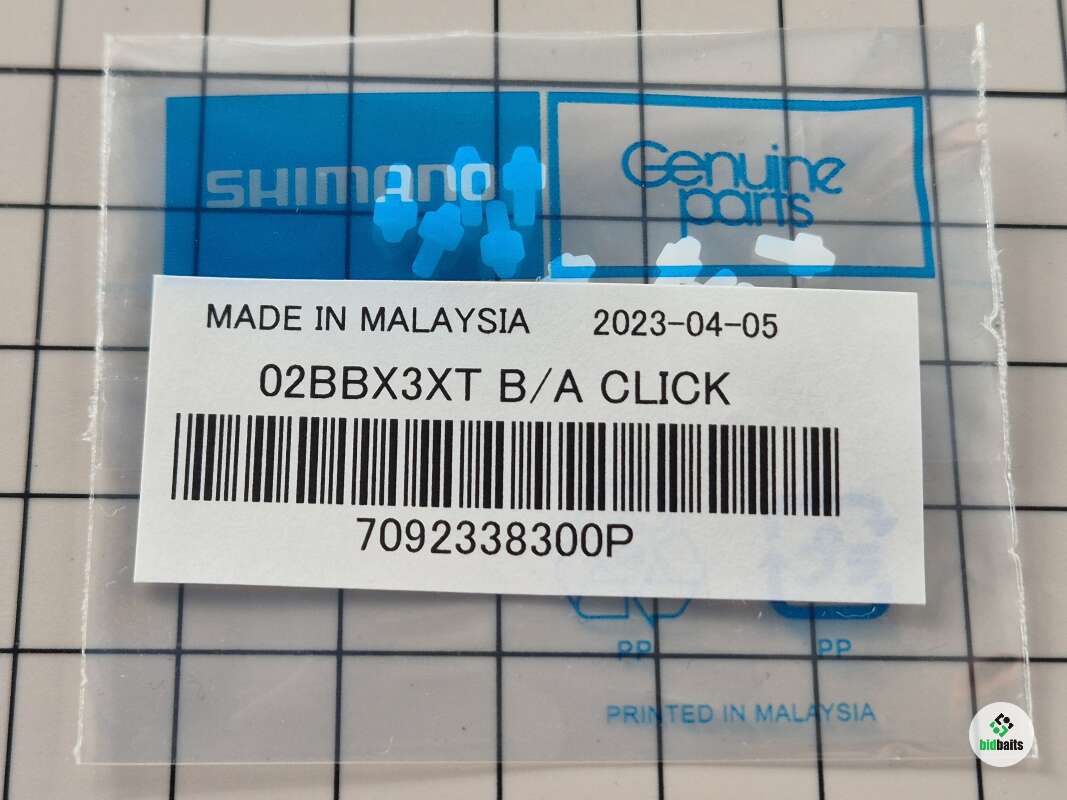 SHIMANO
Genuine
parts
MADE IN MALAYSIA 2023-04-05
02BBX3XT B/A CLICK
7092338300P
PP PP
PRINTED IN MALAYSIA
bidbaits